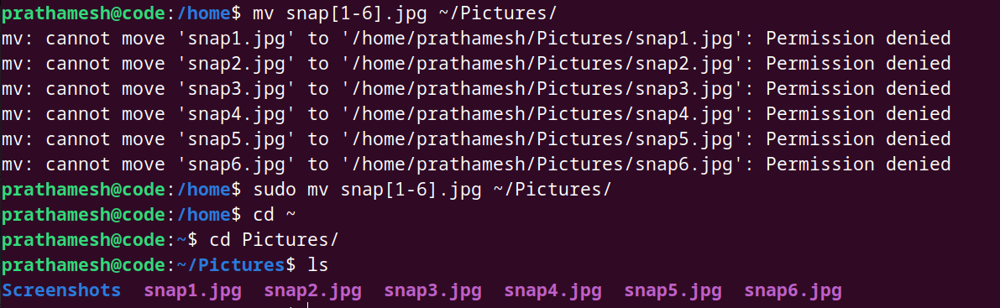 prathamesh@code:/home$ mv snap[1-6].jpg ~/Pictures/
mv: cannot move 'snap1.jpg' to '/home/prathamesh/Pictures/snap1.jpg': Permission denied
mv: cannot move 'snap2.jpg' to '/home/prathamesh/Pictures/snap2.jpg': Permission denied
mv: cannot move 'snap3.jpg' to '/home/prathamesh/Pictures/snap3.jpg': Permission denied
mv: cannot move 'snap4.jpg' to '/home/prathamesh/Pictures/snap4.jpg': Permission denied
mv: cannot move 'snap5.jpg' to '/home/prathamesh/Pictures/snap5.jpg': Permission denied
mv: cannot move 'snap6.jpg' to '/home/prathamesh/Pictures/snap6.jpg': Permission denied
prathamesh@code:/home$ sudo mv snap[1-6].jpg ~/Pictures/
prathamesh@code:/home$ cd ~
prathamesh@code:~$ cd Pictures/
prathamesh@code:~/Pictures$ ls
Screenshots  snap1.jpg  snap2.jpg  snap3.jpg  snap4.jpg  snap5.jpg  snap6.jpg